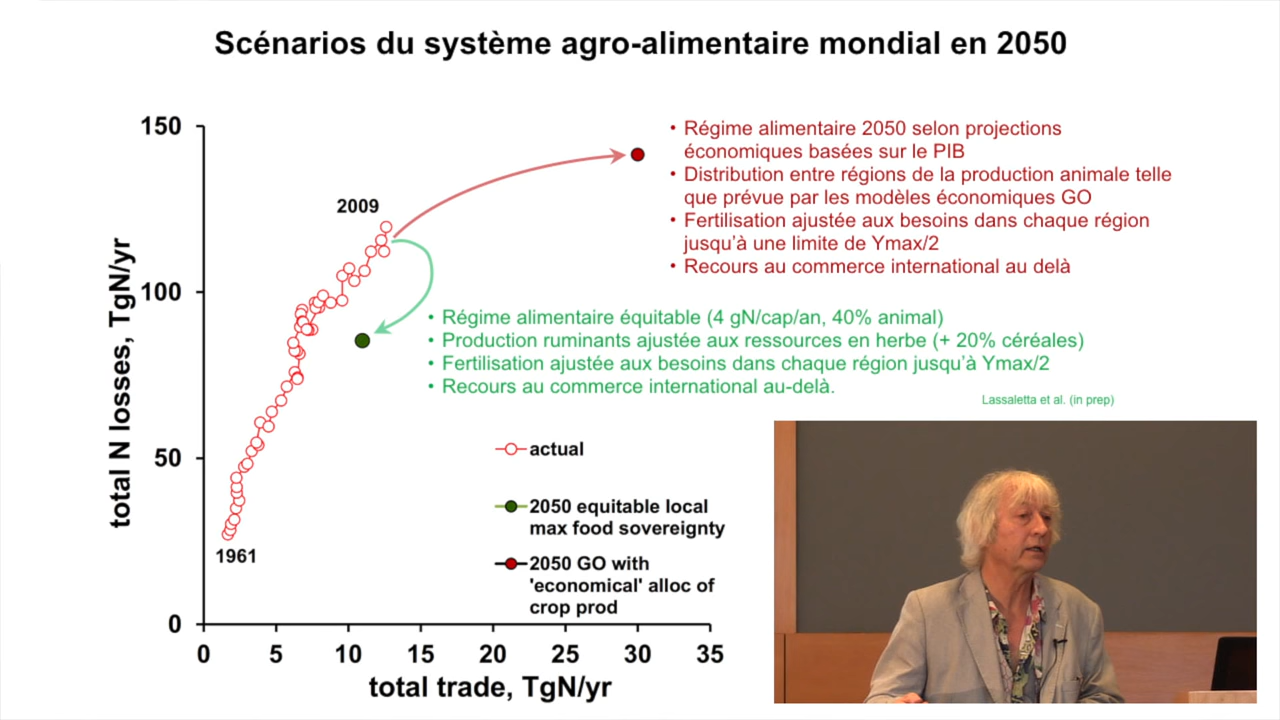 Scénarios du système agro-alimentaire mondial en 2050
150
100
50
0
total N losses, TgN/yr
2009
1961
• Régime alimentaire 2050 selon projections
économiques basées sur le PIB
• Distribution entre régions de la production animale telle
que prévue par les modèles économiques GO
• Fertilisation ajustée aux besoins dans chaque région
jusqu'à une limite de Ymax/2
• Recours au commerce international au delà
• Régime alimentaire équitable (4 gN/cap/an, 40% animal)
• Production ruminants ajustée aux ressources en herbe (+ 20% céréales)
• Fertilisation ajustée aux besoins dans chaque région jusqu'à Ymax/2
• Recours au commerce international au-delà.
Lassaletta et al. (in prep)
actual
2050 equitable local
max food sovereignty
2050 GO with
'economical' alloc of
crop prod
0 5 10 15 20 25 30 35
total trade, TgN/yr